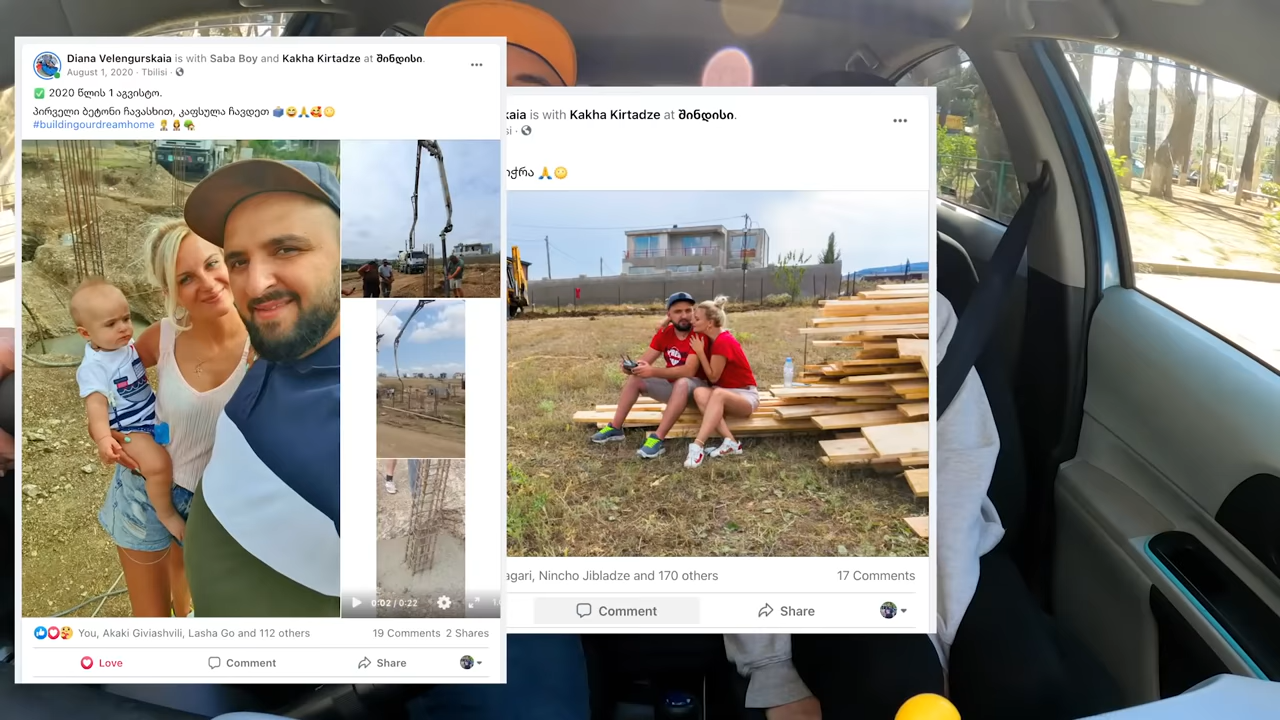 Diana Velengurskaia is with Saba Boy and Kakha Kirtadze at შინდისი.
August 1, 2020 · Tbilisi ·
✅ 2020 წლის 1 აგვისტო.
პირველი ბეტონი ჩავასხით, კაფსულა ჩავდეთ 🗳️😅🙏🥰😳
#buildingourdreamhome 👷‍♂️👷‍♀️🏡
0:02 / 0:22
You, Akaki Giviashvili, Lasha Go and 112 others
19 Comments 2 Shares
Love Comment Share
kaia is with Kakha Kirtadze at შინდისი.
si ·
იჭრა 🙏😳
agari, Nincho Jibladze and 170 others
17 Comments
Comment Share